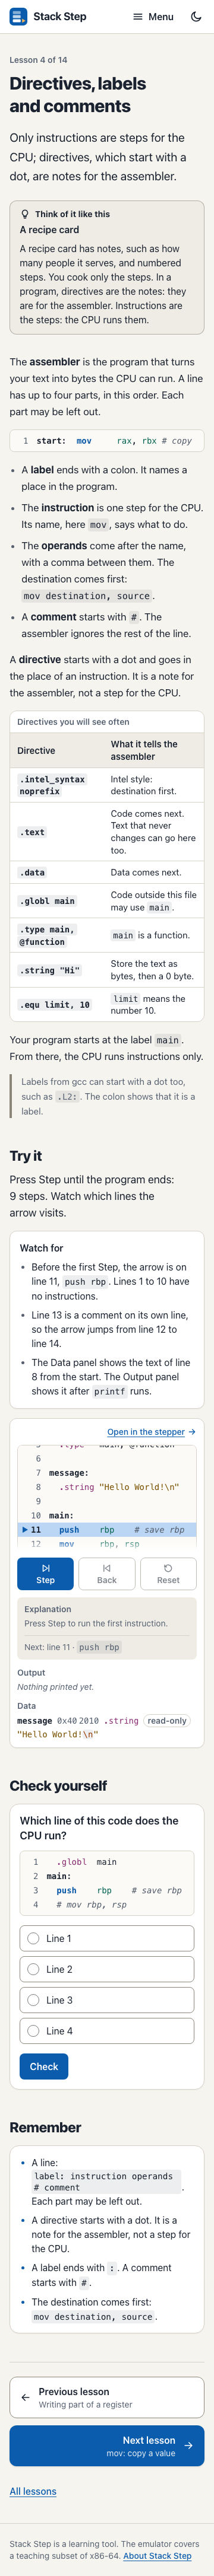 Stack Step
Menu
Lesson 4 of 14
Directives, labels
and comments
Only instructions are steps for the
CPU; directives, which start with a
dot, are notes for the assembler.
Think of it like this
A recipe card
A recipe card has notes, such as how
many people it serves, and numbered
steps. You cook only the steps. In a
program, directives are the notes: they
are for the assembler. Instructions are
the steps: the CPU runs them.
The assembler is the program that turns
your text into bytes the CPU can run. A line
has up to four parts, in this order. Each
part may be left out.
1 start: mov rax, rbx # copy
• A label ends with a colon. It names a
place in the program.
• The instruction is one step for the CPU.
Its name, here mov, says what to do.
• The operands come after the name,
with a comma between them. The
destination comes first:
mov destination, source.
• A comment starts with #. The
assembler ignores the rest of the line.
A directive starts with a dot and goes in
the place of an instruction. It is a note for
the assembler, not a step for the CPU.
Directives you will see often
Directive
What it tells the
assembler
.intel_syntax
noprefix
Intel style:
destination first.
.text
Code comes next.
Text that never
changes can go here
too.
.data
Data comes next.
.globl main
Code outside this file
may use main.
.type main,
@function
main is a function.
.string "Hi"
Store the text as
bytes, then a 0 byte.
.equ limit, 10
limit means the
number 10.
Your program starts at the label main.
From there, the CPU runs instructions only.
Labels from gcc can start with a dot too,
such as .L2:. The colon shows that it is a
label.
Try it
Press Step until the program ends:
9 steps. Watch which lines the
arrow visits.
Watch for
• Before the first Step, the arrow is on
line 11, push rbp. Lines 1 to 10 have
no instructions.
• Line 13 is a comment on its own line,
so the arrow jumps from line 12 to
line 14.
• The Data panel shows the text of line
8 from the start. The Output panel
shows it after printf runs.
Open in the stepper →
5 .type main, @function
6
7 message:
8 .string "Hello World!\n"
9
10 main:
11 push rbp # save rbp
12 mov rbp, rsp
Step
Back
Reset
Explanation
Press Step to run the first instruction.
Next: line 11 · push rbp
Output
Nothing printed yet.
Data
message 0x40 2010 .string read-only
"Hello World!\n"
Check yourself
Which line of this code does the
CPU run?
1 .globl main
2 main:
3 push rbp # save rbp
4 # mov rbp, rsp
Line 1
Line 2
Line 3
Line 4
Check
Remember
• A line:
label: instruction operands
# comment.
Each part may be left out.
• A directive starts with a dot. It is a
note for the assembler, not a step for
the CPU.
• A label ends with :. A comment
starts with #.
• The destination comes first:
mov destination, source.
← Previous lesson
Writing part of a register
Next lesson →
mov: copy a value
All lessons
Stack Step is a learning tool. The emulator covers
a teaching subset of x86-64. About Stack Step